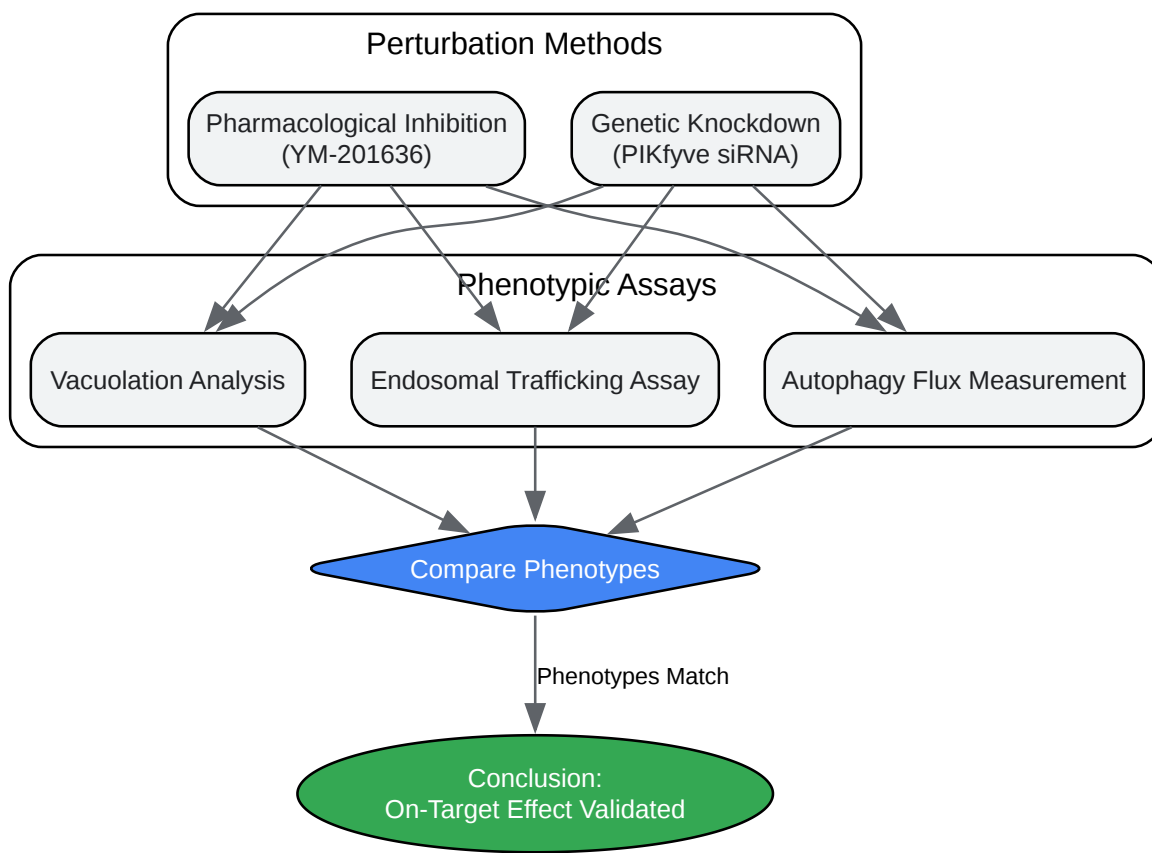 Perturbation Methods
Pharmacological Inhibition
(YM-201636)
Genetic Knockdown
(PIKfyve siRNA)
Phenotypic Assays
Vacuolation Analysis
Endosomal Trafficking Assay
Autophagy Flux Measurement
Compare Phenotypes
Phenotypes Match
Conclusion:
On-Target Effect Validated